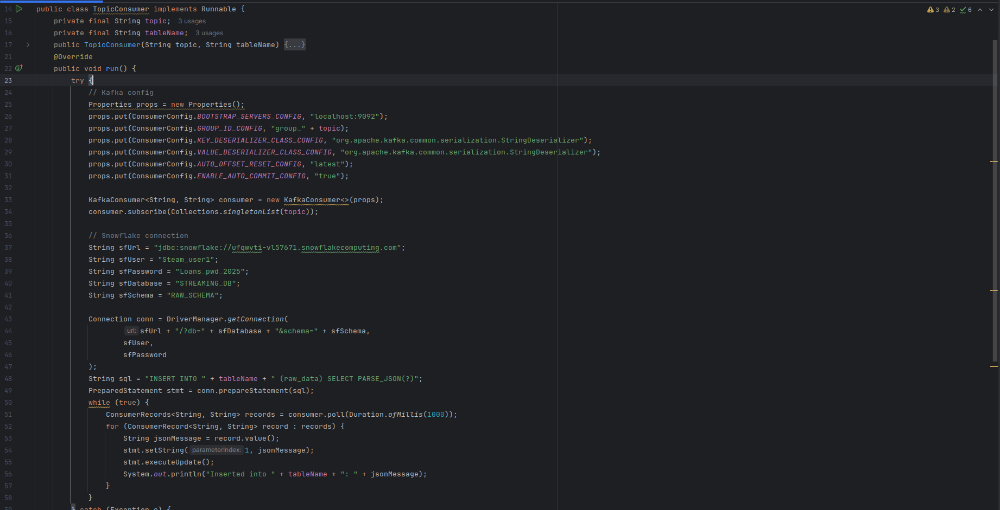 14 public class TopicConsumer implements Runnable {
3 2 6
15 private final String topic; 3 usages
16 private final String tableName; 3 usages
17 public TopicConsumer(String topic, String tableName) {...}
21 @Override
22 public void run() {
23 try {
24 // Kafka config
25 Properties props = new Properties();
26 props.put(ConsumerConfig.BOOTSTRAP_SERVERS_CONFIG, "localhost:9092");
27 props.put(ConsumerConfig.GROUP_ID_CONFIG, "group_" + topic);
28 props.put(ConsumerConfig.KEY_DESERIALIZER_CLASS_CONFIG, "org.apache.kafka.common.serialization.StringDeserializer");
29 props.put(ConsumerConfig.VALUE_DESERIALIZER_CLASS_CONFIG, "org.apache.kafka.common.serialization.StringDeserializer");
30 props.put(ConsumerConfig.AUTO_OFFSET_RESET_CONFIG, "latest");
31 props.put(ConsumerConfig.ENABLE_AUTO_COMMIT_CONFIG, "true");
32
33 KafkaConsumer<String, String> consumer = new KafkaConsumer<>(props);
34 consumer.subscribe(Collections.singletonList(topic));
35
36 // Snowflake connection
37 String sfUrl = "jdbc:snowflake://ufqwvti-vl57671.snowflakecomputing.com";
38 String sfUser = "Steam_user1";
39 String sfPassword = "Loans_pwd_2025";
40 String sfDatabase = "STREAMING_DB";
41 String sfSchema = "RAW_SCHEMA";
42
43 Connection conn = DriverManager.getConnection(
44 url: sfUrl + "/?db=" + sfDatabase + "&schema=" + sfSchema,
45 sfUser,
46 sfPassword
47 );
48 String sql = "INSERT INTO " + tableName + " (raw_data) SELECT PARSE_JSON(?)";
49 PreparedStatement stmt = conn.prepareStatement(sql);
50 while (true) {
51 ConsumerRecords<String, String> records = consumer.poll(Duration.ofMillis(1000));
52 for (ConsumerRecord<String, String> record : records) {
53 String jsonMessage = record.value();
54 stmt.setString( parameterIndex: 1, jsonMessage);
55 stmt.executeUpdate();
56 System.out.println("Inserted into " + tableName + ": " + jsonMessage);
57 }
58 }
59 } catch (Exception e) {